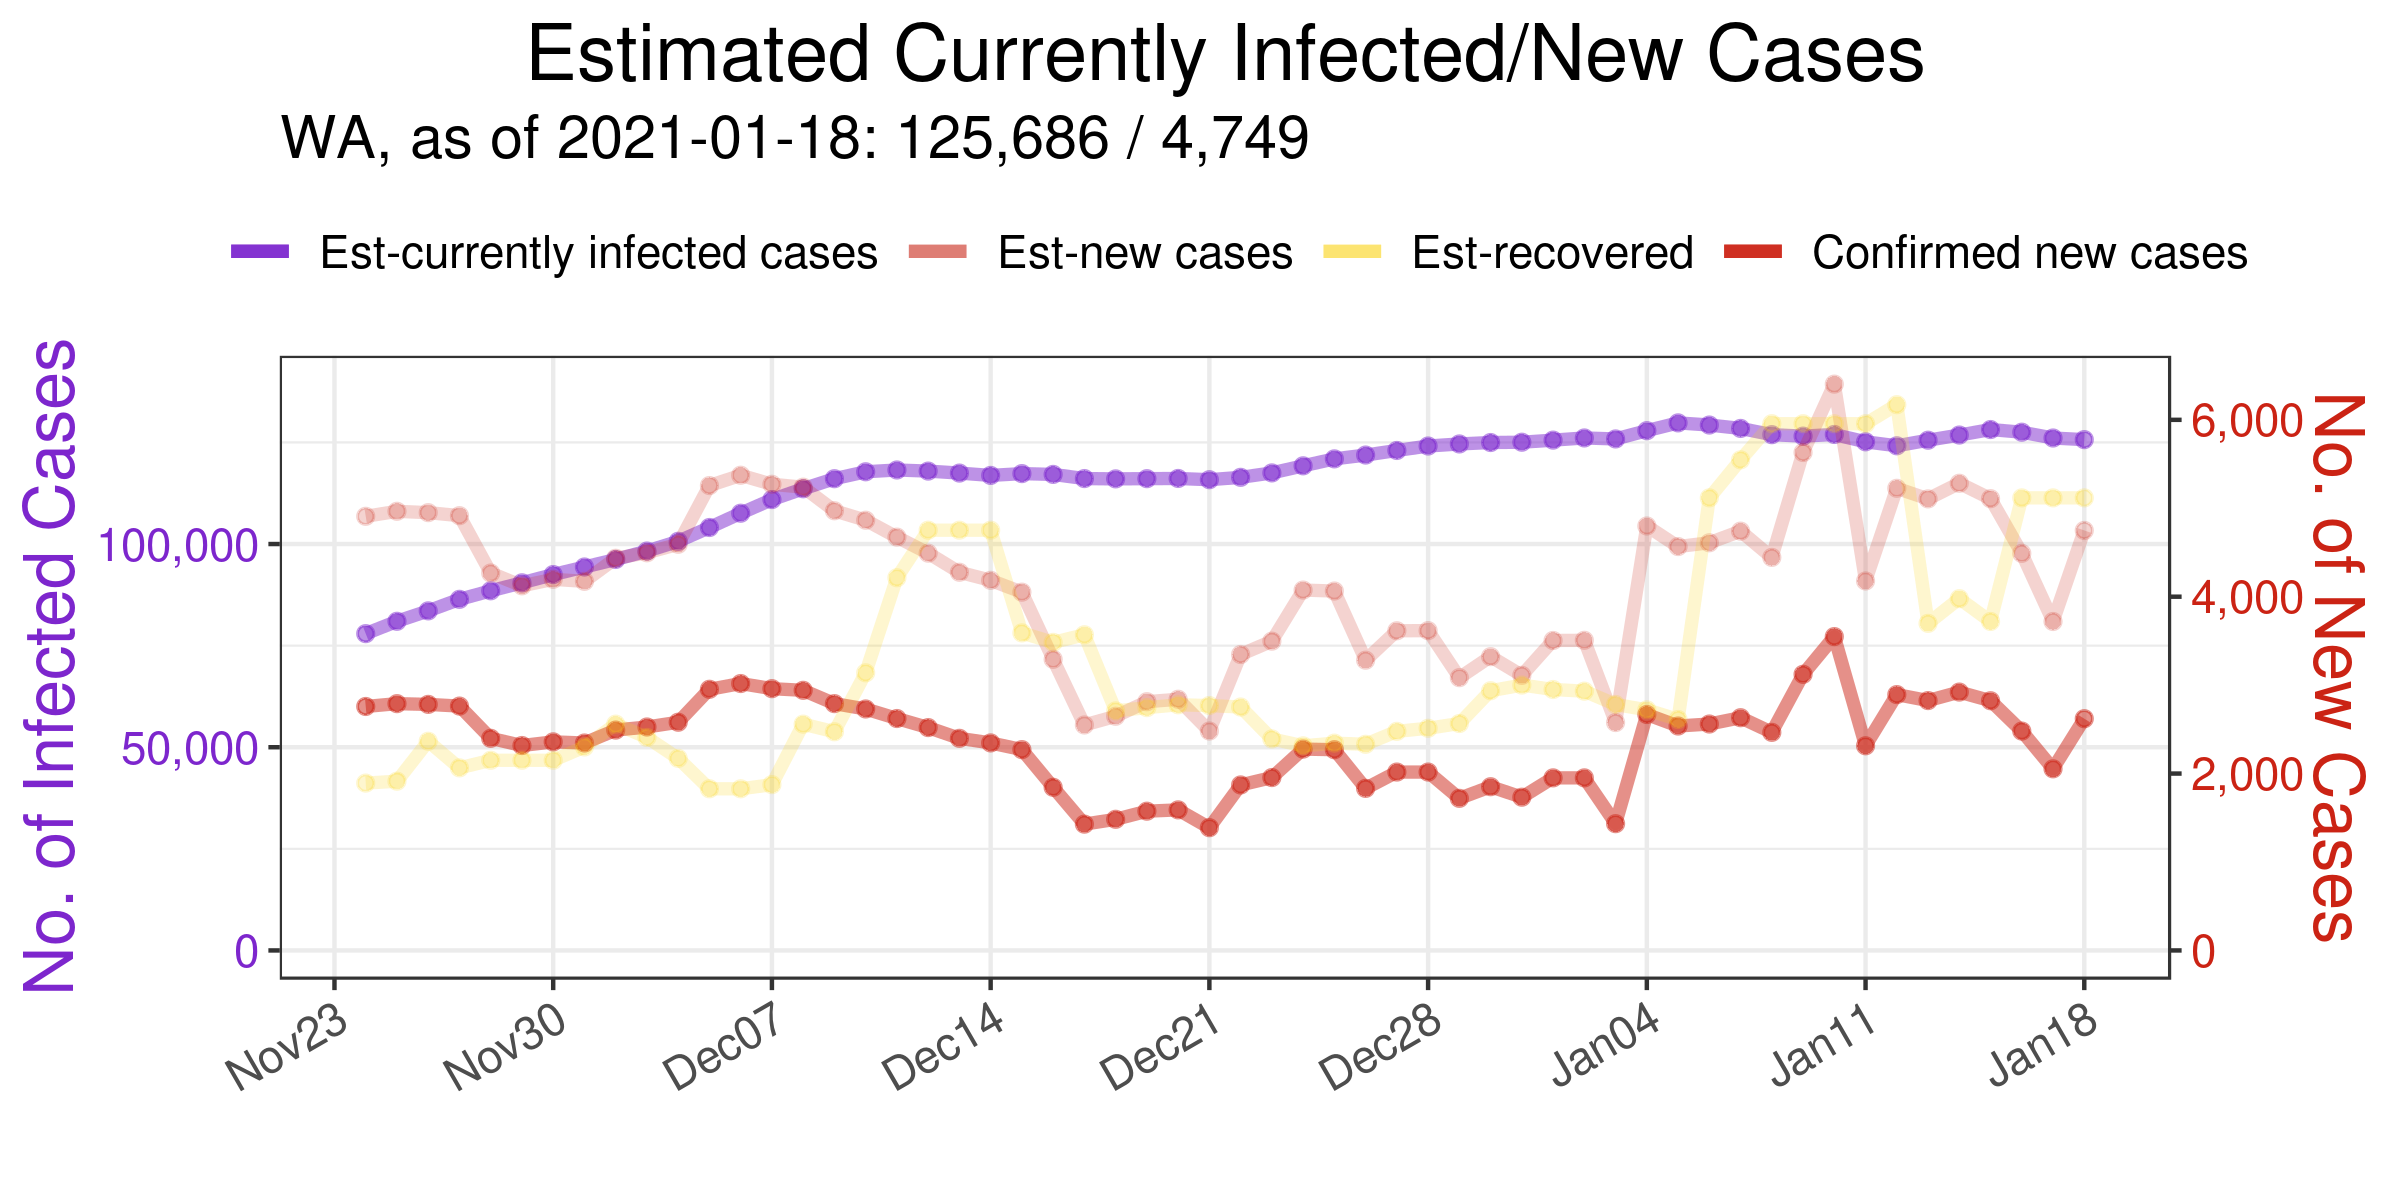 Estimated Currently Infected/New Cases
WA, as of 2021-01-18: 125,686 / 4,749
Est-currently infected cases Est-new cases Est-recovered Confirmed new cases
No. of Infected Cases
100,000
50,000
0
6,000
4,000
2,000
0
No. of New Cases
Nov23 Nov30 Dec07 Dec14 Dec21 Dec28 Jan04 Jan11 Jan18